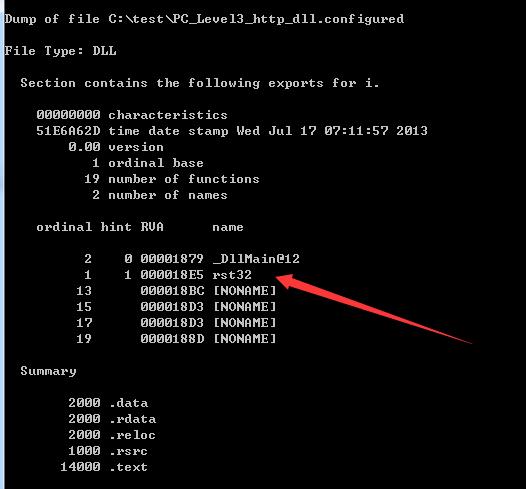 Dump of file C:\test\PC_Level3_http_dll.configured
File Type: DLL
Section contains the following exports for i.
00000000 characteristics
51E6A62D time date stamp Wed Jul 17 07:11:57 2013
0.00 version
1 ordinal base
19 number of functions
2 number of names
ordinal hint RVA name
2 0 00001879 _DllMain@12
1 1 000018E5 rst32
13 000018BC [NONAME]
15 000018D3 [NONAME]
17 000018D3 [NONAME]
19 0000188D [NONAME]
Summary
2000 .data
2000 .rdata
2000 .reloc
1000 .rsrc
14000 .text